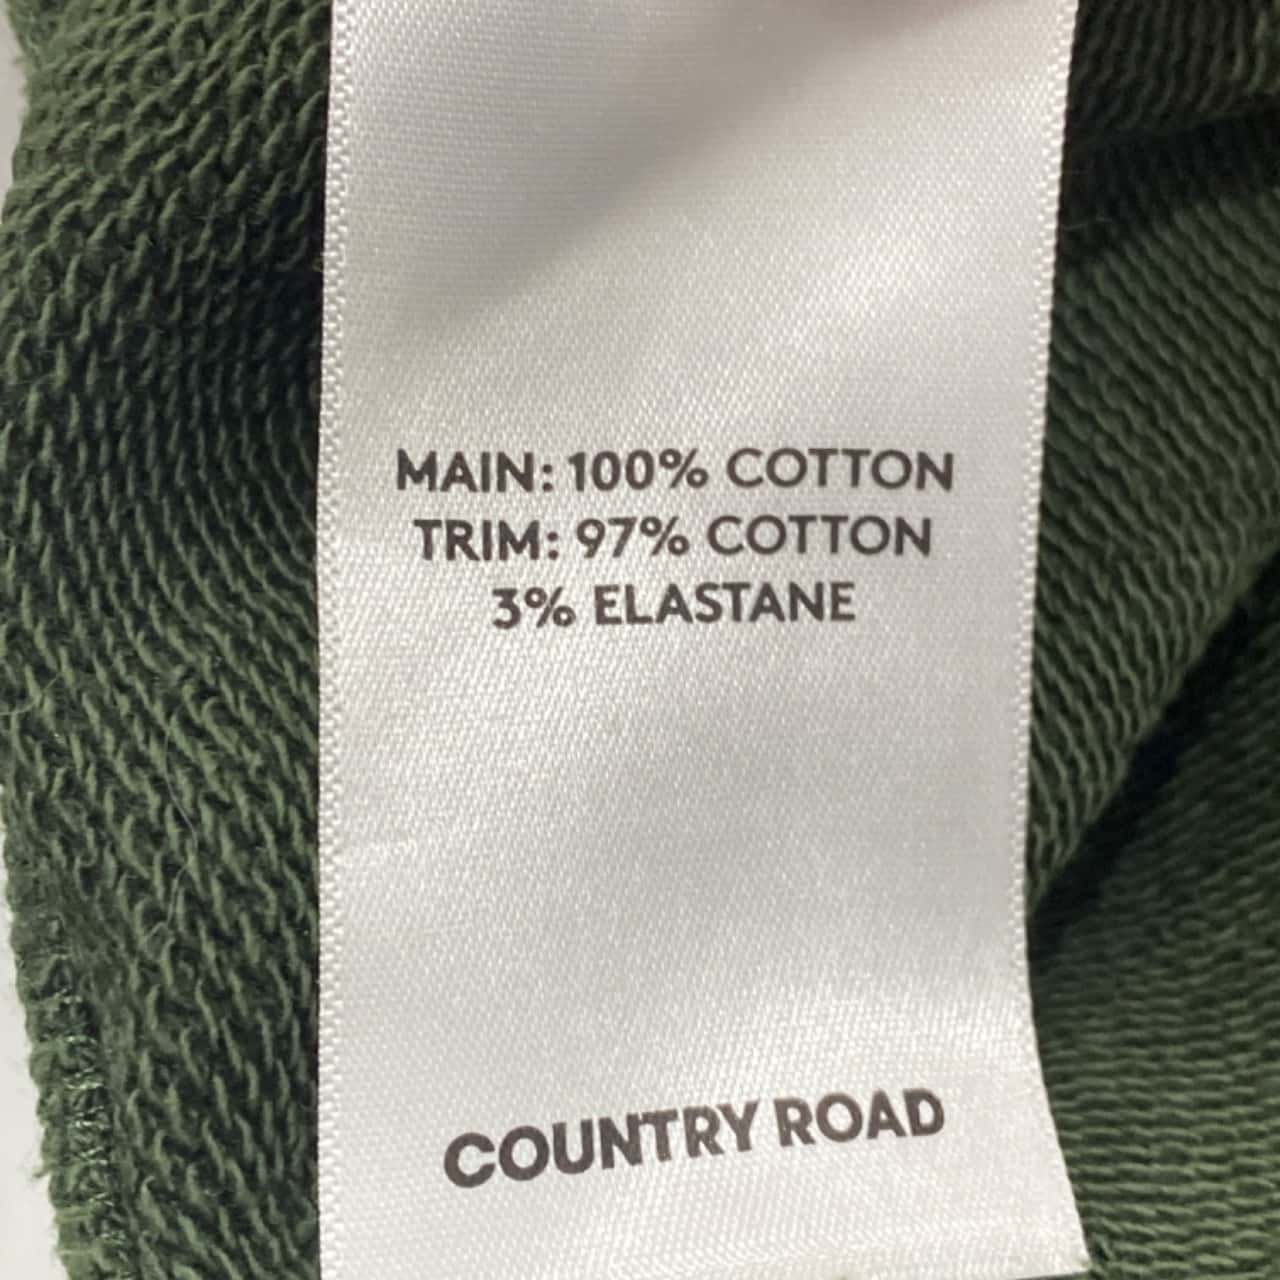 MAIN: 100% COTTON
TRIM: 97% COTTON
3% ELASTANE
COUNTRY ROAD